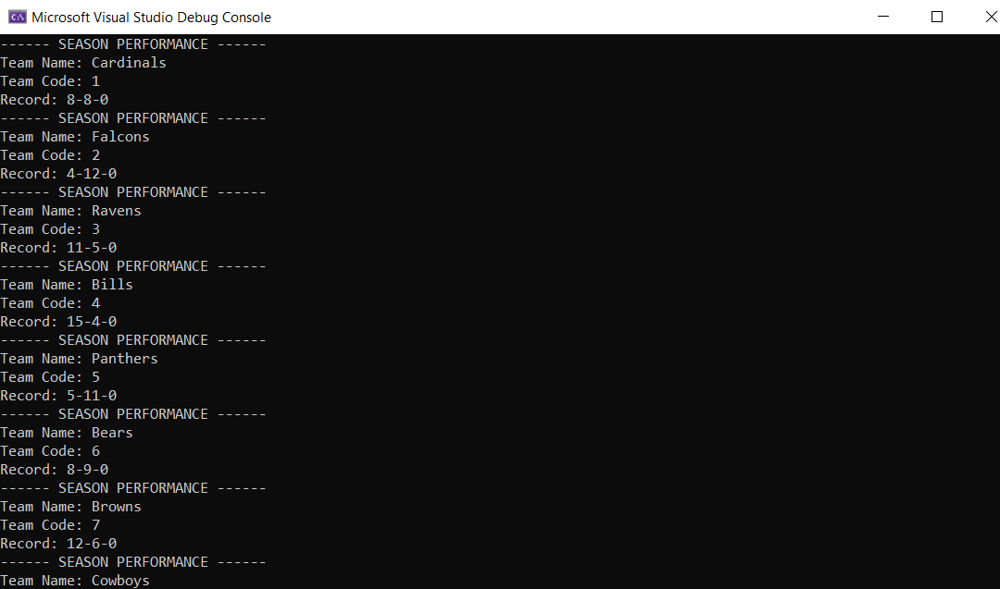 Microsoft Visual Studio Debug Console
------ SEASON PERFORMANCE ------
Team Name: Cardinals
Team Code: 1
Record: 8-8-0
------ SEASON PERFORMANCE ------
Team Name: Falcons
Team Code: 2
Record: 4-12-0
------ SEASON PERFORMANCE ------
Team Name: Ravens
Team Code: 3
Record: 11-5-0
------ SEASON PERFORMANCE ------
Team Name: Bills
Team Code: 4
Record: 15-4-0
------ SEASON PERFORMANCE ------
Team Name: Panthers
Team Code: 5
Record: 5-11-0
------ SEASON PERFORMANCE ------
Team Name: Bears
Team Code: 6
Record: 8-9-0
------ SEASON PERFORMANCE ------
Team Name: Browns
Team Code: 7
Record: 12-6-0
------ SEASON PERFORMANCE ------
Team Name: Cowboys